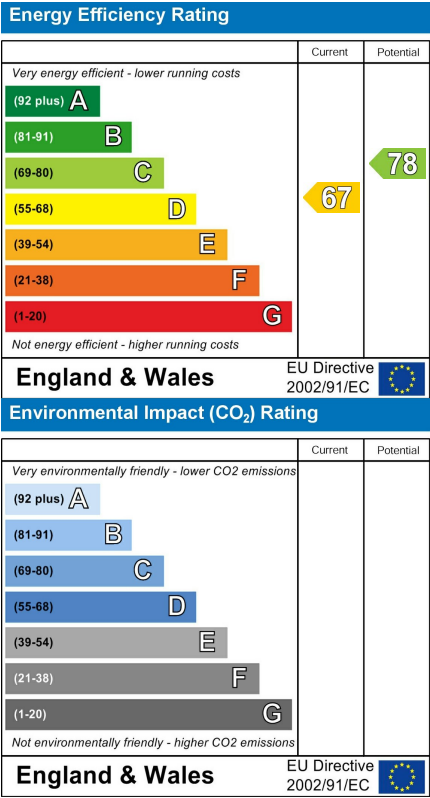 Energy Efficiency Rating
Current Potential
Very energy efficient - lower running costs
(92 plus) A
(81-91) B
(69-80) C
78
(55-68) D
67
(39-54) E
(21-38) F
(1-20) G
Not energy efficient - higher running costs
England & Wales
EU Directive
2002/91/EC
Environmental Impact (CO₂) Rating
Current Potential
Very environmentally friendly - lower CO2 emissions
(92 plus) A
(81-91) B
(69-80) C
(55-68) D
(39-54) E
(21-38) F
(1-20) G
Not environmentally friendly - higher CO2 emissions
England & Wales
EU Directive
2002/91/EC